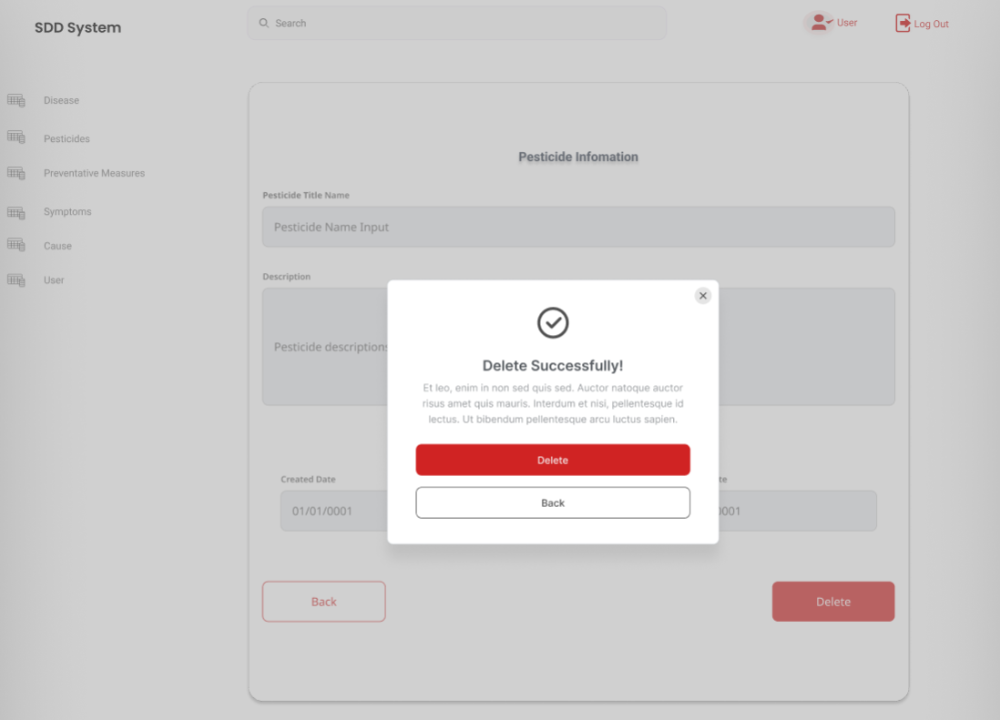 SDD System
Search
User
Log Out
Disease
Pesticides
Preventative Measures
Symptoms
Cause
User
Pesticide Infomation
Pesticide Title Name
Pesticide Name Input
Description
Pesticide descriptions
Delete Successfully!
Et leo, enim in non sed quis sed. Auctor natoque auctor
risus amet quis mauris. Interdum et nisi, pellentesque id
lectus. Ut bibendum pellentesque arcu luctus sapien.
Delete
Back
Created Date
te
01/01/0001
0001
Back
Delete